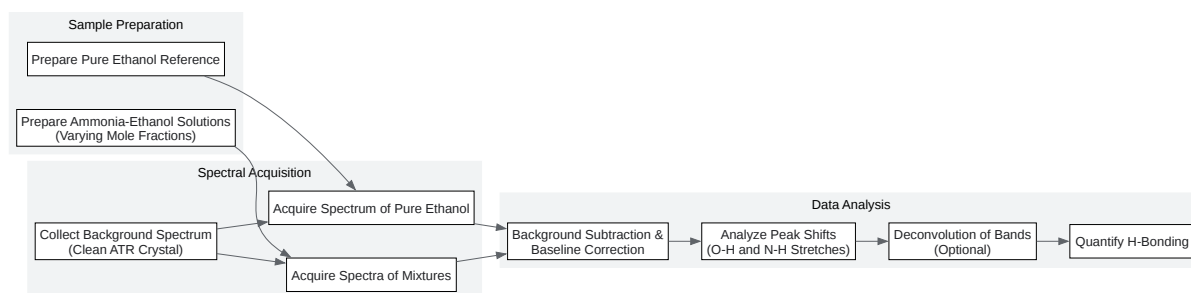 Sample Preparation
Prepare Pure Ethanol Reference
Prepare Ammonia-Ethanol Solutions
(Varying Mole Fractions)
Spectral Acquisition
Acquire Spectrum of Pure Ethanol
Collect Background Spectrum
(Clean ATR Crystal)
Acquire Spectra of Mixtures
Data Analysis
Background Subtraction &
Baseline Correction
Analyze Peak Shifts
(O-H and N-H Stretches)
Deconvolution of Bands
(Optional)
Quantify H-Bonding